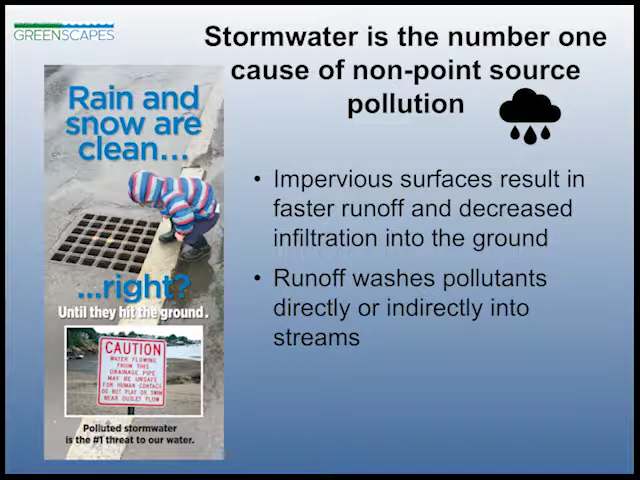 GREENSCAPES
Stormwater is the number one
cause of non-point source
pollution
Rain and
snow are
clean...
...right?
Until they hit the ground.
CAUTION
WATER FLOWING
FROM THIS
DRAINAGE PIPE
MAY BE UNSAFE
FOR HUMAN CONTACT
DO NOT PLAY OR SWIM
NEAR OUTLET FLOW
Polluted stormwater
is the #1 threat to our water.
• Impervious surfaces result in
faster runoff and decreased
infiltration into the ground
• Runoff washes pollutants
directly or indirectly into
streams